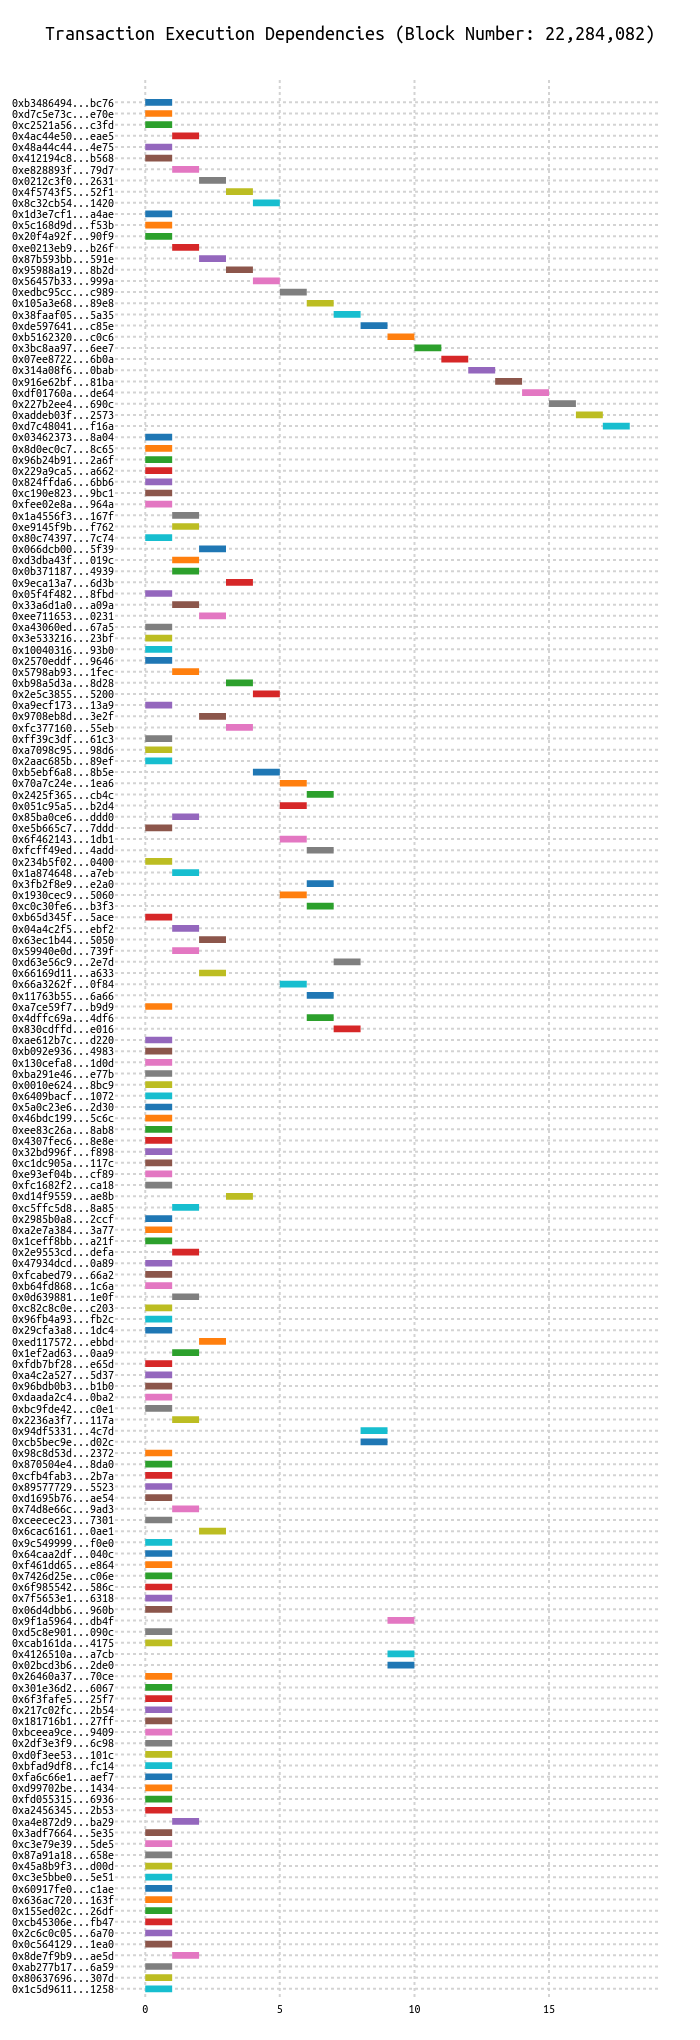 Transaction Execution Dependencies (Block Number: 22,284,082)
0xb3486494...bc76
0xd7c5e73c...e70e
0xc2521a56...c3fd
0x4ac44e50...eae5
0x48a44c44...4e75
0x412194c8...b568
0xe828893f...79d7
0x0212c3f0...2631
0x4f5743f5...52f1
0x8c32cb54...1420
0x1d3e7cf1...a4ae
0x5c168d9d...f53b
0x20f4a92f...90f9
0xe0213eb9...b26f
0x87b593bb...591e
0x95988a19...8b2d
0x56457b33...999a
0xedbc95cc...c989
0x105a3e68...89e8
0x38faaf05...5a35
0xde597641...c85e
0xb5162320...c0c6
0x3bc8aa97...6ee7
0x07ee8722...6b0a
0x314a08f6...0bab
0x916e62bf...81ba
0xdf01760a...de64
0x227b2ee4...690c
0xaddeb03f...2573
0xd7c48041...f16a
0x03462373...8a04
0x8d0ec0c7...8c65
0x96b24b91...2a6f
0x229a9ca5...a662
0x824ffda6...6bb6
0xc190e823...9bc1
0xfee02e8a...964a
0x1a4556f3...167f
0xe9145f9b...f762
0x80c74397...7c74
0x066dcb00...5f39
0xd3dba43f...019c
0x0b371187...4939
0x9eca13a7...6d3b
0x05f4f482...8fbd
0x33a6d1a0...a09a
0xee711653...0231
0xa43060ed...67a5
0x3e533216...23bf
0x10040316...93b0
0x2570eddf...9646
0x5798ab93...1fec
0xb98a5d3a...8d28
0x2e5c3855...5200
0xa9ecf173...13a9
0x9708eb8d...3e2f
0xfc377160...55eb
0xff39c3df...61c3
0xa7098c95...98d6
0x2aac685b...89ef
0xb5ebf6a8...8b5e
0x70a7c24e...1ea6
0x2425f365...cb4c
0x051c95a5...b2d4
0x85ba0ce6...ddd0
0xe5b665c7...7ddd
0x6f462143...1db1
0xfcff49ed...4add
0x234b5f02...0400
0x1a874648...a7eb
0x3fb2f8e9...e2a0
0x1930cec9...5060
0xc0c30fe6...b3f3
0xb65d345f...5ace
0x04a4c2f5...ebf2
0x63ec1b44...5050
0x59940e0d...739f
0xd63e56c9...2e7d
0x66169d11...a633
0x66a3262f...0f84
0x11763b55...6a66
0xa7ce59f7...b9d9
0x4dffc69a...4df6
0x830cdffd...e016
0xae612b7c...d220
0xb092e936...4983
0x130cefa8...1d0d
0xba291e46...e77b
0x0010e624...8bc9
0x6409bacf...1072
0x5a0c23e6...2d30
0x46bdc199...5c6c
0xee83c26a...8ab8
0x4307fec6...8e8e
0x32bd996f...f898
0xc1dc905a...117c
0xe93ef04b...cf89
0xfc1682f2...ca18
0xd14f9559...ae8b
0xc5ffc5d8...8a85
0x2985b0a8...2ccf
0xa2e7a384...3a77
0x1ceff8bb...a21f
0x2e9553cd...defa
0x47934dcd...0a89
0xfcabed79...66a2
0xb64fd868...1c6a
0x0d639881...1e0f
0xc82c8c0e...c203
0x96fb4a93...fb2c
0x29cfa3a8...1dc4
0xed117572...ebbd
0x1ef2ad63...0aa9
0xfdb7bf28...e65d
0xa4c2a527...5d37
0x96bdb0b3...b1b0
0xdaada2c4...0ba2
0xbc9fde42...c0e1
0x2236a3f7...117a
0x94df5331...4c7d
0xcb5bec9e...d02c
0x98c8d53d...2372
0x870504e4...8da0
0xcfb4fab3...2b7a
0x89577729...5523
0xd1695b76...ae54
0x74d8e66c...9ad3
0xceecec23...7301
0x6cac6161...0ae1
0x9c549999...f0e0
0x64caa2df...040c
0xf461dd65...e864
0x7426d25e...c06e
0x6f985542...586c
0x7f5653e1...6318
0x06d4dbb6...960b
0x9f1a5964...db4f
0xd5c8e901...090c
0xcab161da...4175
0x4126510a...a7cb
0x02bcd3b6...2de0
0x26460a37...70ce
0x301e36d2...6067
0x6f3fafe5...25f7
0x217c02fc...2b54
0x181716b1...27ff
0xbceea9ce...9409
0x2df3e3f9...6c98
0xd0f3ee53...101c
0xbfad9df8...fc14
0xfa6c66e1...aef7
0xd99702be...1434
0xfd055315...6936
0xa2456345...2b53
0xa4e872d9...ba29
0x3adf7664...5e35
0xc3e79e39...5de5
0x87a91a18...658e
0x45a8b9f3...d00d
0xc3e5bbe0...5e51
0x60917fe0...c1ae
0x636ac720...163f
0x155ed02c...26df
0xcb45306e...fb47
0x2c6c0c05...6a70
0x0c564129...1ea0
0x8de7f9b9...ae5d
0xab277b17...6a59
0x80637696...307d
0x1c5d9611...1258
0 5 10 15